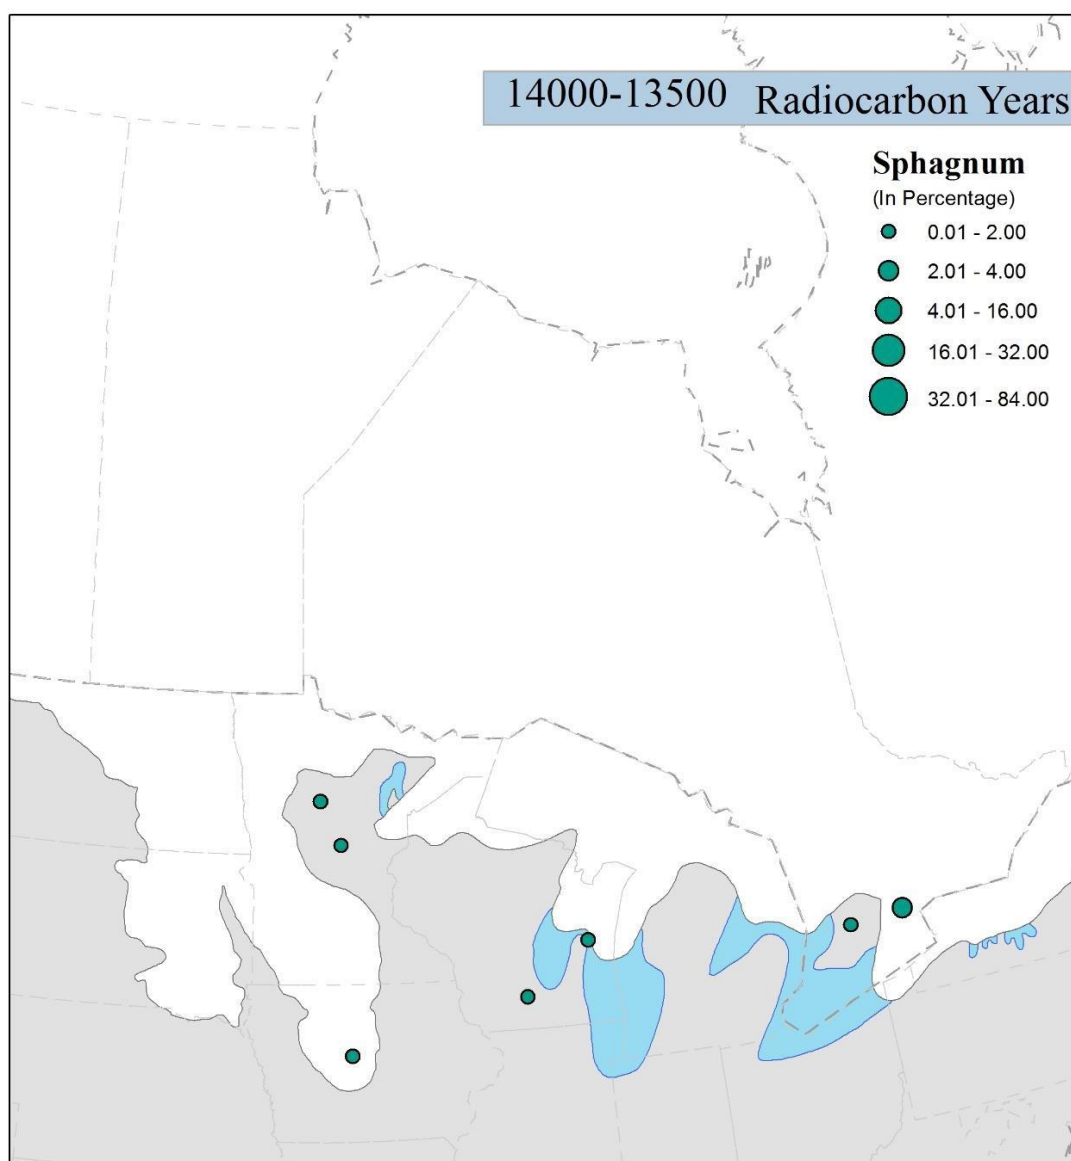 14000-13500 Radiocarbon Years
Sphagnum
(In Percentage)
0.01 - 2.00
2.01 - 4.00
4.01 - 16.00
16.01 - 32.00
32.01 - 84.00